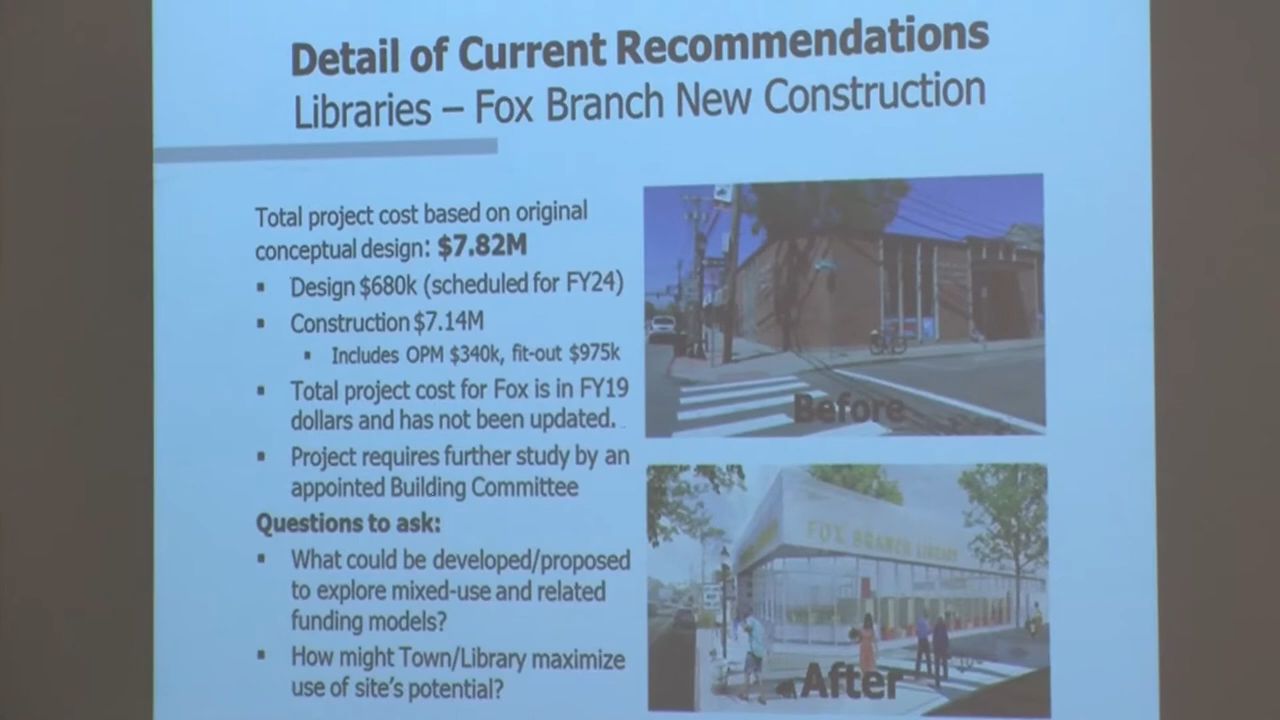 Detail of Current Recommendations
Libraries – Fox Branch New Construction
Total project cost based on original
conceptual design: $7.82M
▪ Design $680k (scheduled for FY24)
▪ Construction $7.14M
▪ Includes OPM $340k, fit-out $975k
▪ Total project cost for Fox is in FY19
dollars and has not been updated.
▪ Project requires further study by an
appointed Building Committee
Questions to ask:
▪ What could be developed/proposed
to explore mixed-use and related
funding models?
▪ How might Town/Library maximize
use of site's potential?
Before
FOX BRANCH LIBRARY
After